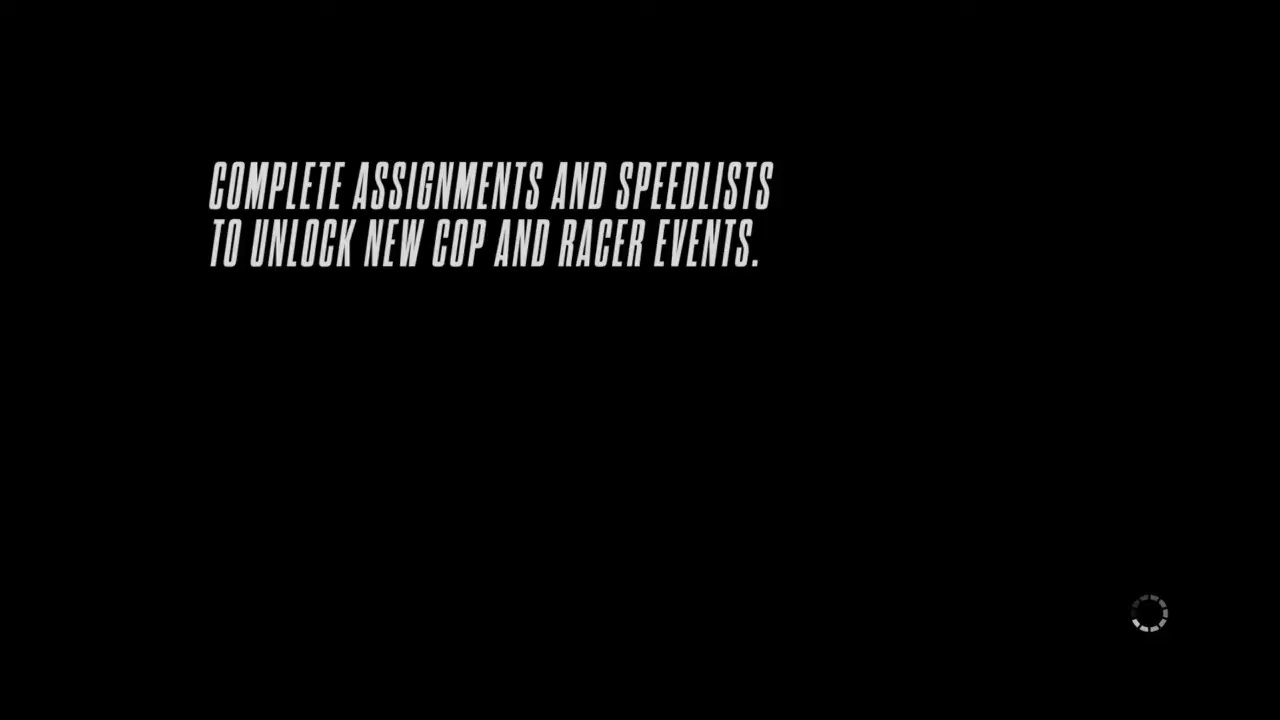 COMPLETE ASSIGNMENTS AND SPEEDLISTS
TO UNLOCK NEW COP AND RACER EVENTS.